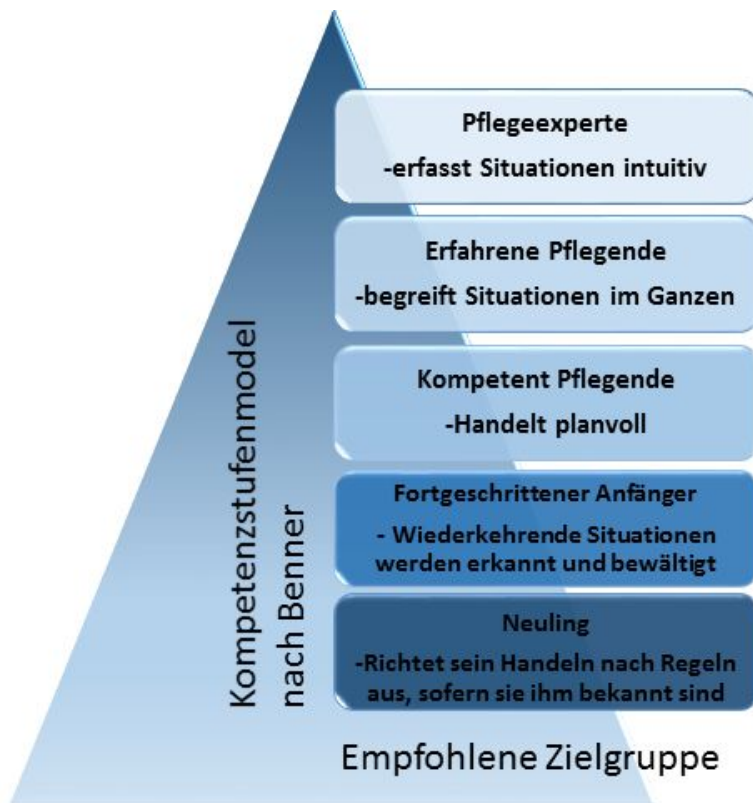 Pflegeexperte
-erfasst Situationen intuitiv
Erfahrene Pflegende
-begreift Situationen im Ganzen
Kompetent Pflegende
-Handelt planvoll
Fortgeschrittener Anfänger
- Wiederkehrende Situationen
werden erkannt und bewältigt
Neuling
-Richtet sein Handeln nach Regeln
aus, sofern sie ihm bekannt sind
Kompetenzstufenmodel
nach Benner
Empfohlene Zielgruppe